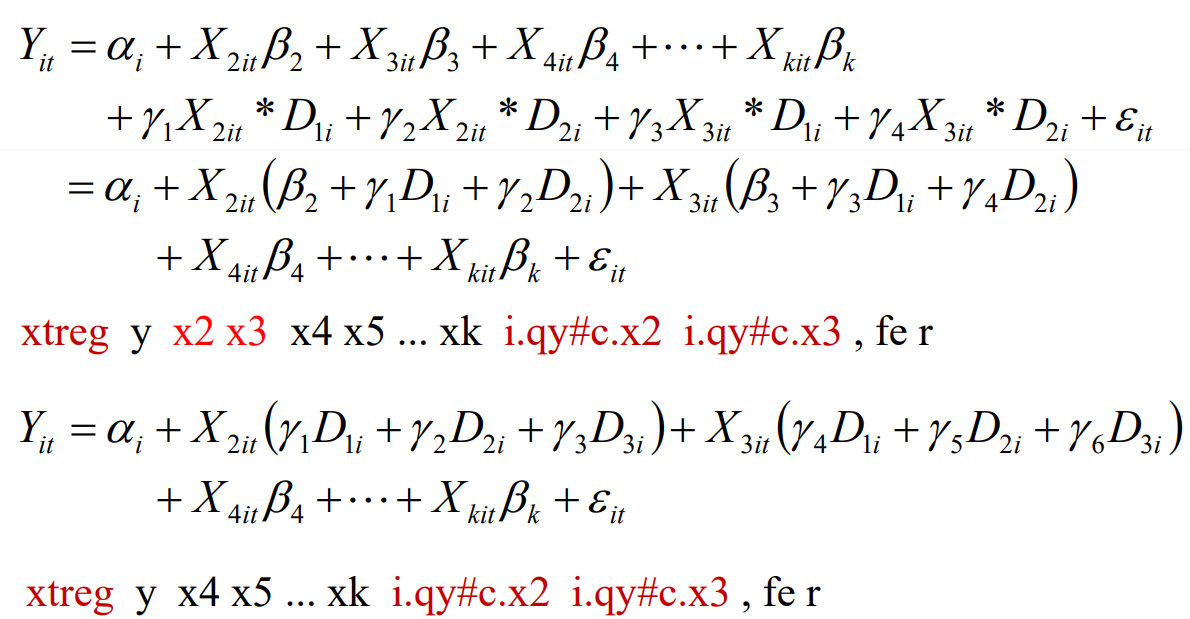 Y_{it} = α_i + X_{2it}β_2 + X_{3it}β_3 + X_{4it}β_4 + ⋯ + X_{kit}β_k
+ γ_1X_{2it} * D_{1i} + γ_2X_{2it} * D_{2i} + γ_3X_{3it} * D_{1i} + γ_4X_{3it} * D_{2i} + ε_{it}
= α_i + X_{2it}(β_2 + γ_1D_{1i} + γ_2D_{2i}) + X_{3it}(β_3 + γ_3D_{1i} + γ_4D_{2i})
+ X_{4it}β_4 + ⋯ + X_{kit}β_k + ε_{it}
xtreg y x2 x3 x4 x5 ... xk i.qy#c.x2 i.qy#c.x3 , fe r
Y_{it} = α_i + X_{2it}(γ_1D_{1i} + γ_2D_{2i} + γ_3D_{3i}) + X_{3it}(γ_4D_{1i} + γ_5D_{2i} + γ_6D_{3i})
+ X_{4it}β_4 + ⋯ + X_{kit}β_k + ε_{it}
xtreg y x4 x5 ... xk i.qy#c.x2 i.qy#c.x3 , fe r